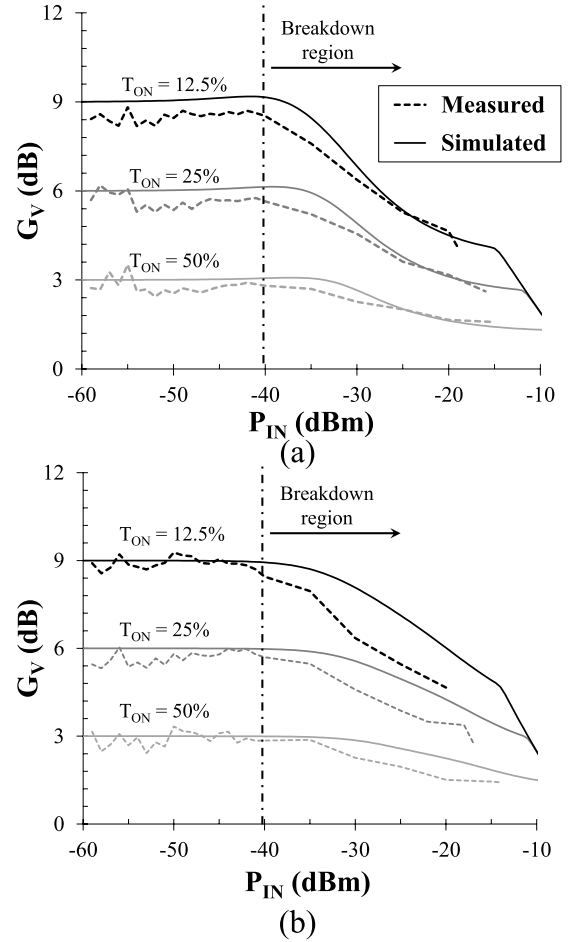 12
Breakdown
region
T_ON = 12.5%
Measured
Simulated
9
T_ON = 25%
6
G_V (dB)
T_ON = 50%
3
0
-60 -50 -40 -30 -20 -10
P_IN (dBm)
(a)
12
Breakdown
region
T_ON = 12.5%
9
T_ON = 25%
6
G_V (dB)
T_ON = 50%
3
0
-60 -50 -40 -30 -20 -10
P_IN (dBm)
(b)